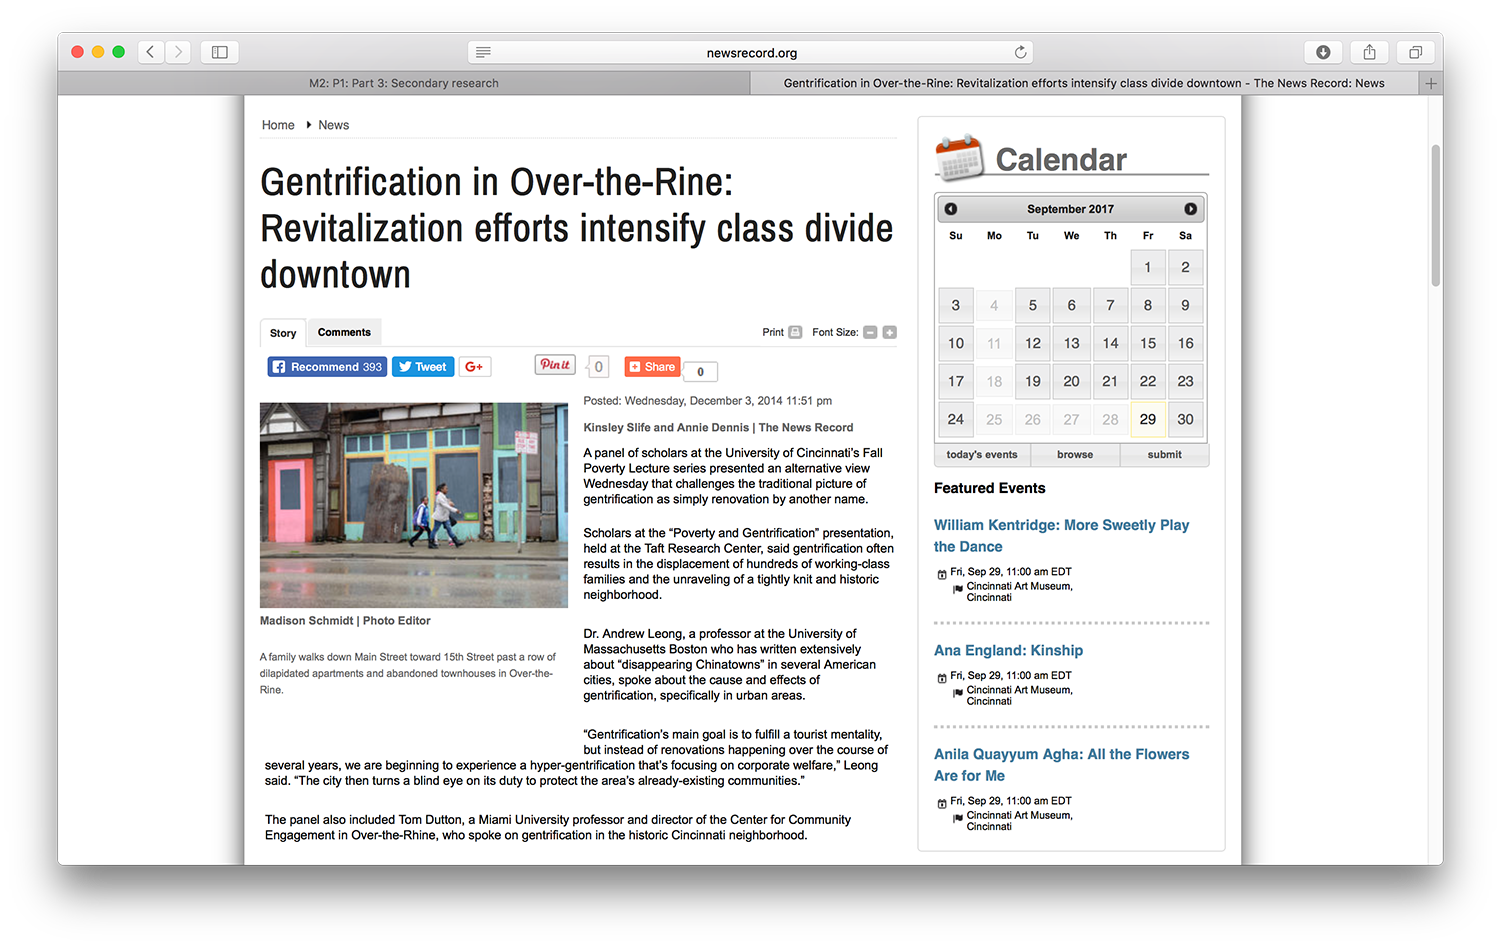 newsrecord.org
M2: P1: Part 3: Secondary research
Gentrification in Over-the-Rine: Revitalization efforts intensify class divide downtown - The News Record: News
Home News
Gentrification in Over-the-Rine:
Revitalization efforts intensify class divide
downtown
Story Comments
Print Font Size:
Recommend 393 Tweet G+ Pin it 0 Share 0
Posted: Wednesday, December 3, 2014 11:51 pm
Kinsley Slife and Annie Dennis | The News Record
A panel of scholars at the University of Cincinnati’s Fall
Poverty Lecture series presented an alternative view
Wednesday that challenges the traditional picture of
gentrification as simply renovation by another name.
Scholars at the “Poverty and Gentrification” presentation,
held at the Taft Research Center, said gentrification often
results in the displacement of hundreds of working-class
families and the unraveling of a tightly knit and historic
neighborhood.
Madison Schmidt | Photo Editor
A family walks down Main Street toward 15th Street past a row of
dilapidated apartments and abandoned townhouses in Over-the-
Rine.
Dr. Andrew Leong, a professor at the University of
Massachusetts Boston who has written extensively
about “disappearing Chinatowns” in several American
cities, spoke about the cause and effects of
gentrification, specifically in urban areas.
“Gentrification’s main goal is to fulfill a tourist mentality,
but instead of renovations happening over the course of
several years, we are beginning to experience a hyper-gentrification that’s focusing on corporate welfare,” Leong
said. “The city then turns a blind eye on its duty to protect the area’s already-existing communities.”
The panel also included Tom Dutton, a Miami University professor and director of the Center for Community
Engagement in Over-the-Rhine, who spoke on gentrification in the historic Cincinnati neighborhood.
Calendar
September 2017
Su Mo Tu We Th Fr Sa
1 2
3 4 5 6 7 8 9
10 11 12 13 14 15 16
17 18 19 20 21 22 23
24 25 26 27 28 29 30
today's events browse submit
Featured Events
William Kentridge: More Sweetly Play
the Dance
Fri, Sep 29, 11:00 am EDT
Cincinnati Art Museum,
Cincinnati
Ana England: Kinship
Fri, Sep 29, 11:00 am EDT
Cincinnati Art Museum,
Cincinnati
Anila Quayyum Agha: All the Flowers
Are for Me
Fri, Sep 29, 11:00 am EDT
Cincinnati Art Museum,
Cincinnati